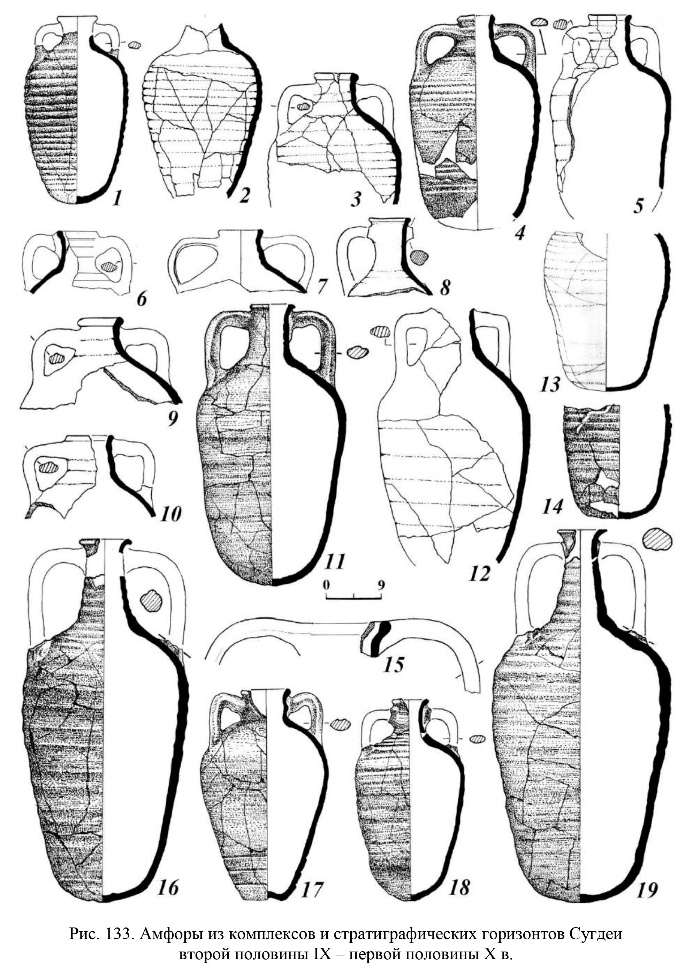 1 2 3 4 5
6 7 8
9 11 12 13
10 14
0 9
15
16 17 18 19
Рис. 133. Амфоры из комплексов и стратиграфических горизонтов Сугдеи
второй половины IX – первой половины X в.